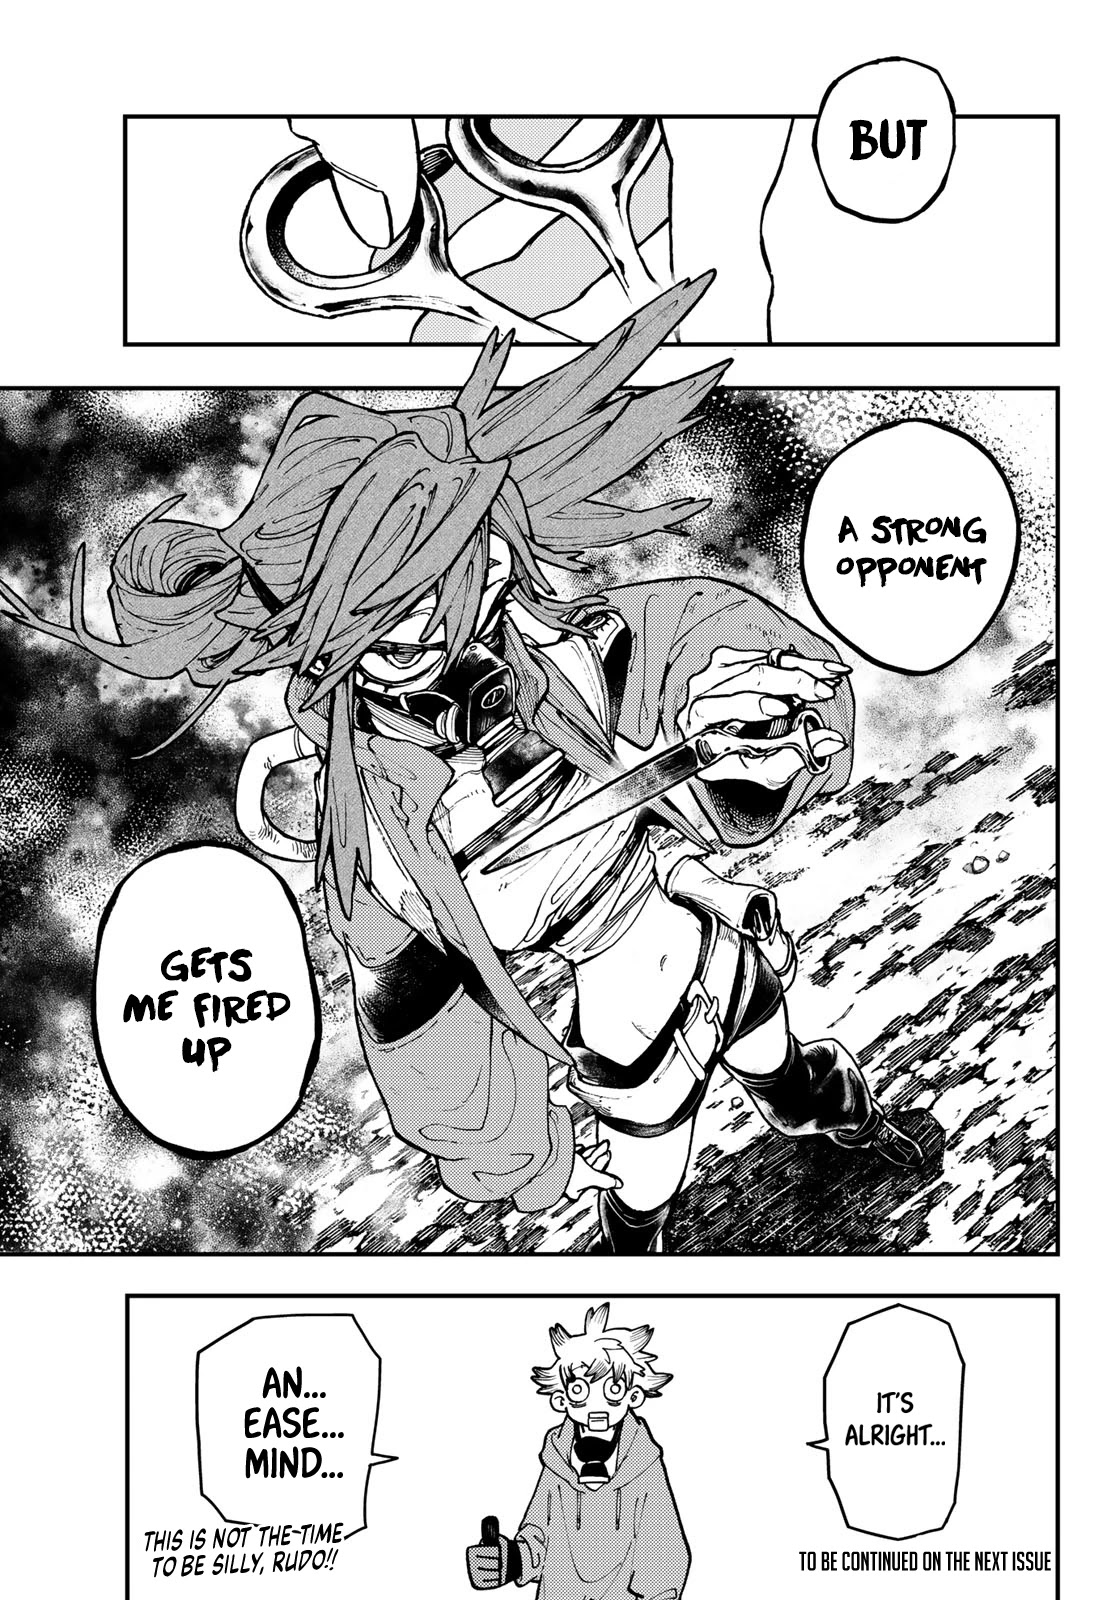 BUT
A STRONG
OPPONENT
GETS
ME FIRED
UP
IT'S
ALRIGHT...
AN...
EASE...
MIND...
THIS IS NOT THE TIME
TO BE SILLY, RUDO!!
TO BE CONTINUED ON THE NEXT ISSUE